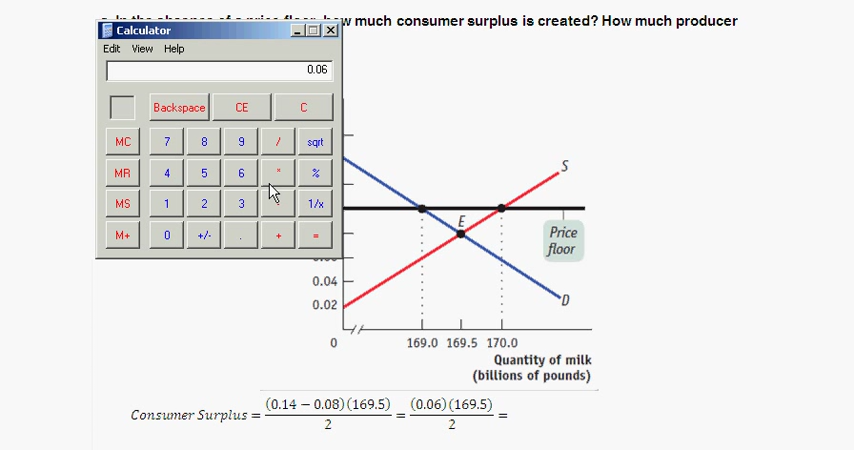 how much consumer surplus is created? How much producer
Calculator
Edit View Help
0.06
Backspace CE C
MC 7 8 9 / sqrt
MR 4 5 6 * %
MS 1 2 3 1/x
M+ 0 +/- . + =
S
E
Price
floor
D
0.04
0.02
0 169.0 169.5 170.0
Quantity of milk
(billions of pounds)
Consumer Surplus = (0.14 − 0.08)(169.5) / 2 = (0.06)(169.5) / 2 =